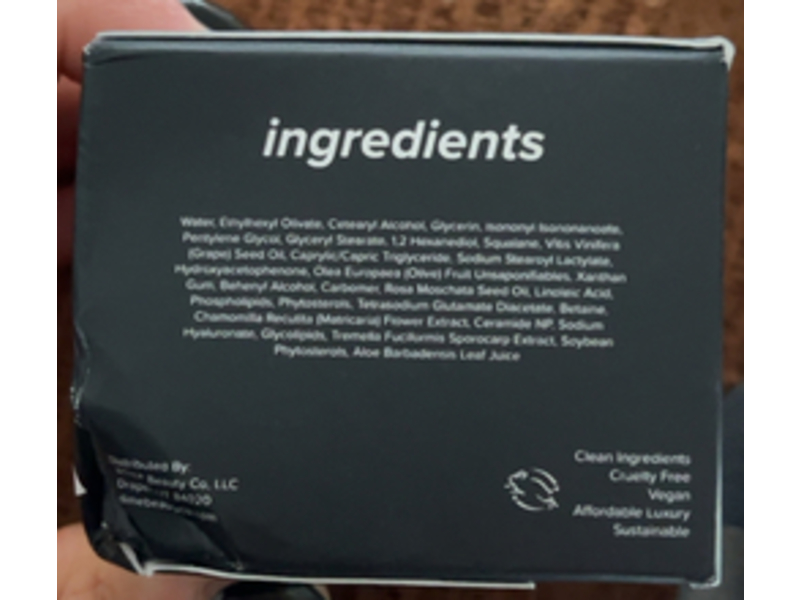 ingredients
Water, Ethylhexyl Olivate, Cetearyl Alcohol, Glycerin, Isononyl Isononanoate,
Pentylene Glycol, Glyceryl Stearate, 1,2 Hexanediol, Squalane, Vitis Vinifera
(Grape) Seed Oil, Caprylic/Capric Triglyceride, Sodium Stearoyl Lactylate,
Hydroxyacetophenone, Olea Europaea (Olive) Fruit Unsaponifiables, Xanthan
Gum, Behenyl Alcohol, Carbomer, Rosa Moschata Seed Oil, Linoleic Acid,
Phospholipids, Phytosterols, Tetrasodium Glutamate Diacetate, Betaine,
Chamomilla Recutita (Matricaria) Flower Extract, Ceramide NP, Sodium
Hyaluronate, Glycolipids, Tremella Fuciformis Sporocarp Extract, Soybean
Phytosterols, Aloe Barbadensis Leaf Juice
Distributed By:
Beauty Co, LLC
84020
Clean Ingredients
Cruelty Free
Vegan
Affordable Luxury
Sustainable